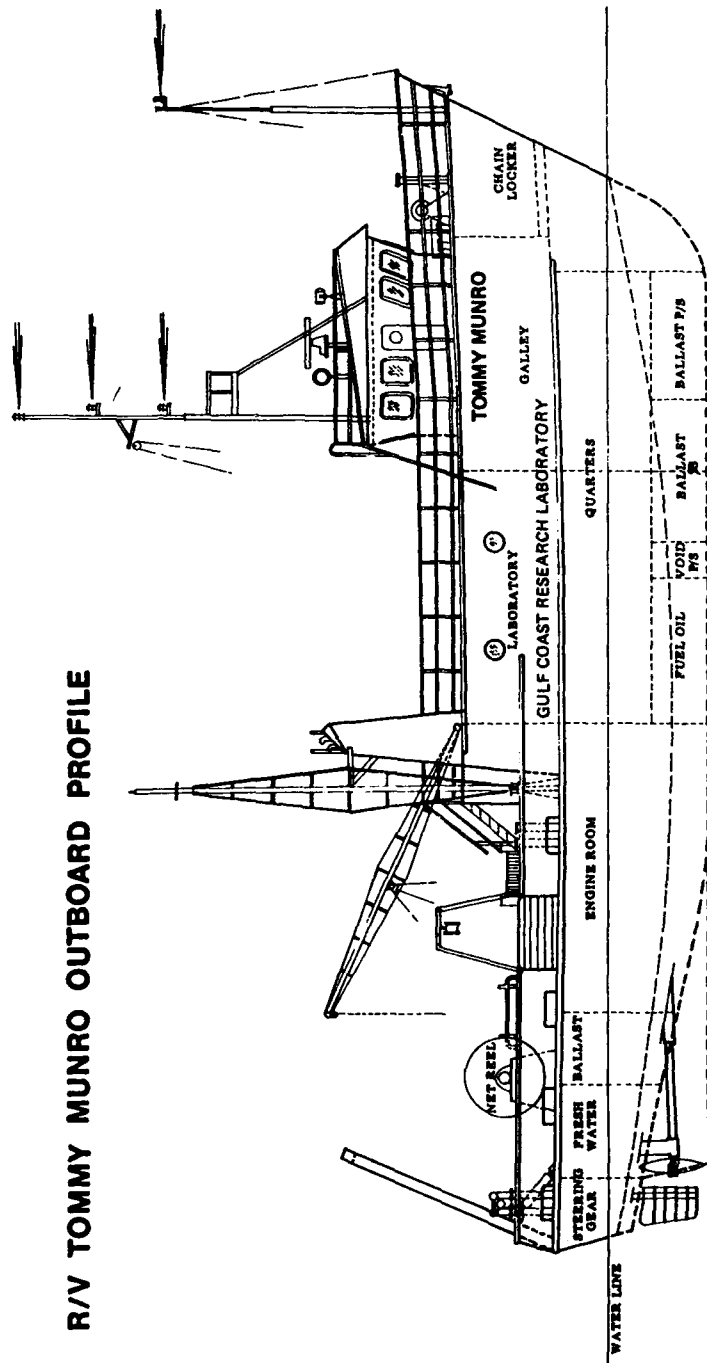 R/V TOMMY MUNRO OUTBOARD PROFILE
TOMMY MUNRO
CHAIN
LOCKER
GALLEY
LABORATORY
GULF COAST RESEARCH LABORATORY
QUARTERS
ENGINE ROOM
NET REEL
BALLAST
FRESH
WATER
STEERING
GEAR
WATER LINE
FUEL OIL
VOID
P/S
BALLAST
BALLAST P/S